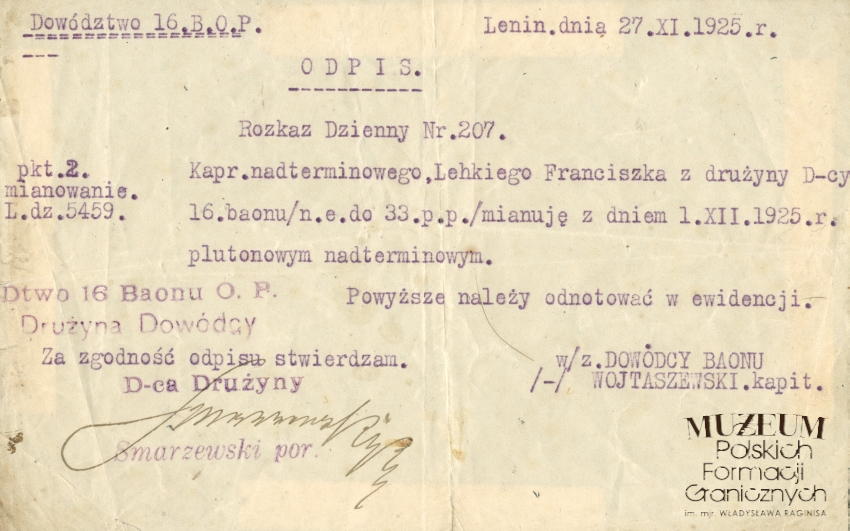 Dowództwo 16.B.O.P.
Lenin.dnią 27.XI.1925.r.
O D P I S.
Rozkaz Dzienny Nr.207.
pkt.2.
mianowanie.
L.dz.5459.
Kapr.nadterminowego,Lehkiego Franciszka z drużyny D-cy
16.baonu/n.e.do 33.p.p./mianuję z dniem 1.XII.1925.r.
plutonowym nadterminowym.
Powyższe należy odnotować w ewidencji.
Dtwo 16 Baonu O. P.
Drużyna Dowódcy
Za zgodność odpisu stwierdzam.
D-ca Drużyny
Smarzewski por.
w/z.DOWÓDCY BAONU
/-/ WOJTASZEWSKI.kapit.
MUZEUM
Polskich
Formacji
Granicznych
im. mjr. WŁADYSŁAWA RAGINISA